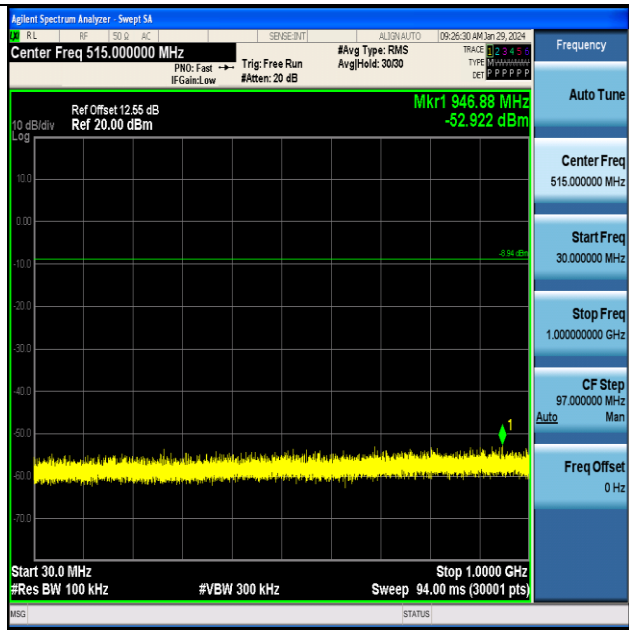 Agilent Spectrum Analyzer - Swept SA
RL RF 50 Ω AC SENSE:INT ALIGN AUTO 09:26:30 AM Jan 29, 2024
Center Freq 515.000000 MHz
PNO: Fast
IFGain:Low
Trig: Free Run
#Atten: 20 dB
#Avg Type: RMS
Avg|Hold: 30/30
TRACE 1 2 3 4 5 6
TYPE
DET P P P P P P
Frequency
Mkr1 946.88 MHz
-52.922 dBm
Ref Offset 12.55 dB
10 dB/div Ref 20.00 dBm
Log
10.0
0.00
-8.94 dBm
-10.0
-20.0
-30.0
-40.0
-50.0
1
-60.0
-70.0
Start 30.0 MHz Stop 1.0000 GHz
#Res BW 100 kHz #VBW 300 kHz Sweep 94.00 ms (30001 pts)
Auto Tune
Center Freq
515.000000 MHz
Start Freq
30.000000 MHz
Stop Freq
1.000000000 GHz
CF Step
97.000000 MHz
Auto Man
Freq Offset
0 Hz
MSG STATUS